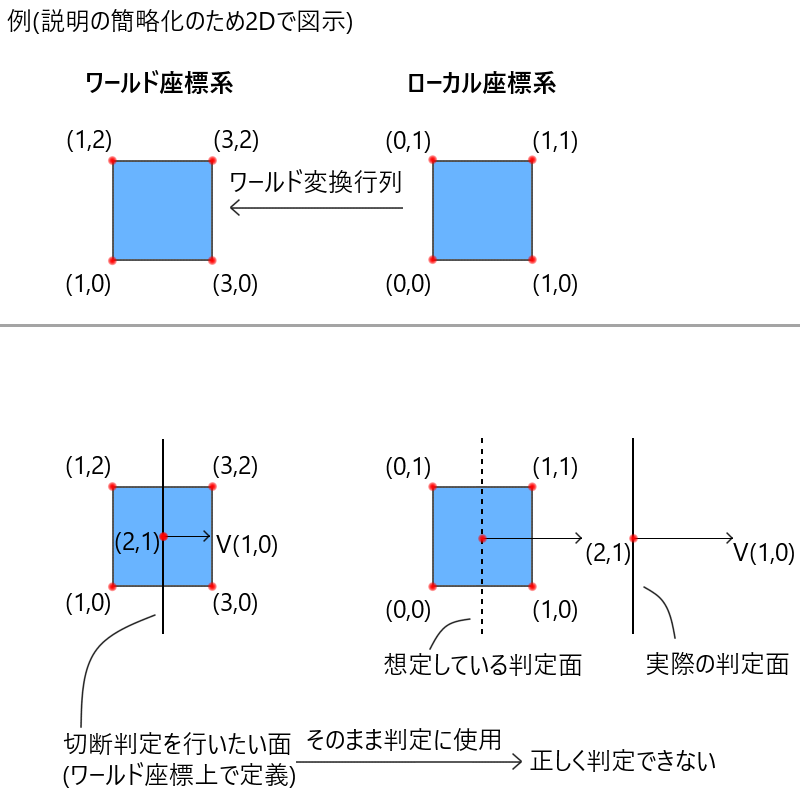 例(説明の簡略化のため2Dで図示)
ワールド座標系
ローカル座標系
(1,2)
(3,2)
(0,1)
(1,1)
ワールド変換行列
(1,0)
(3,0)
(0,0)
(1,0)
(1,2)
(3,2)
(0,1)
(1,1)
(2,1)
V(1,0)
(2,1)
V(1,0)
(1,0)
(3,0)
(0,0)
(1,0)
想定している判定面
実際の判定面
切断判定を行いたい面
(ワールド座標上で定義)
そのまま判定に使用
正しく判定できない